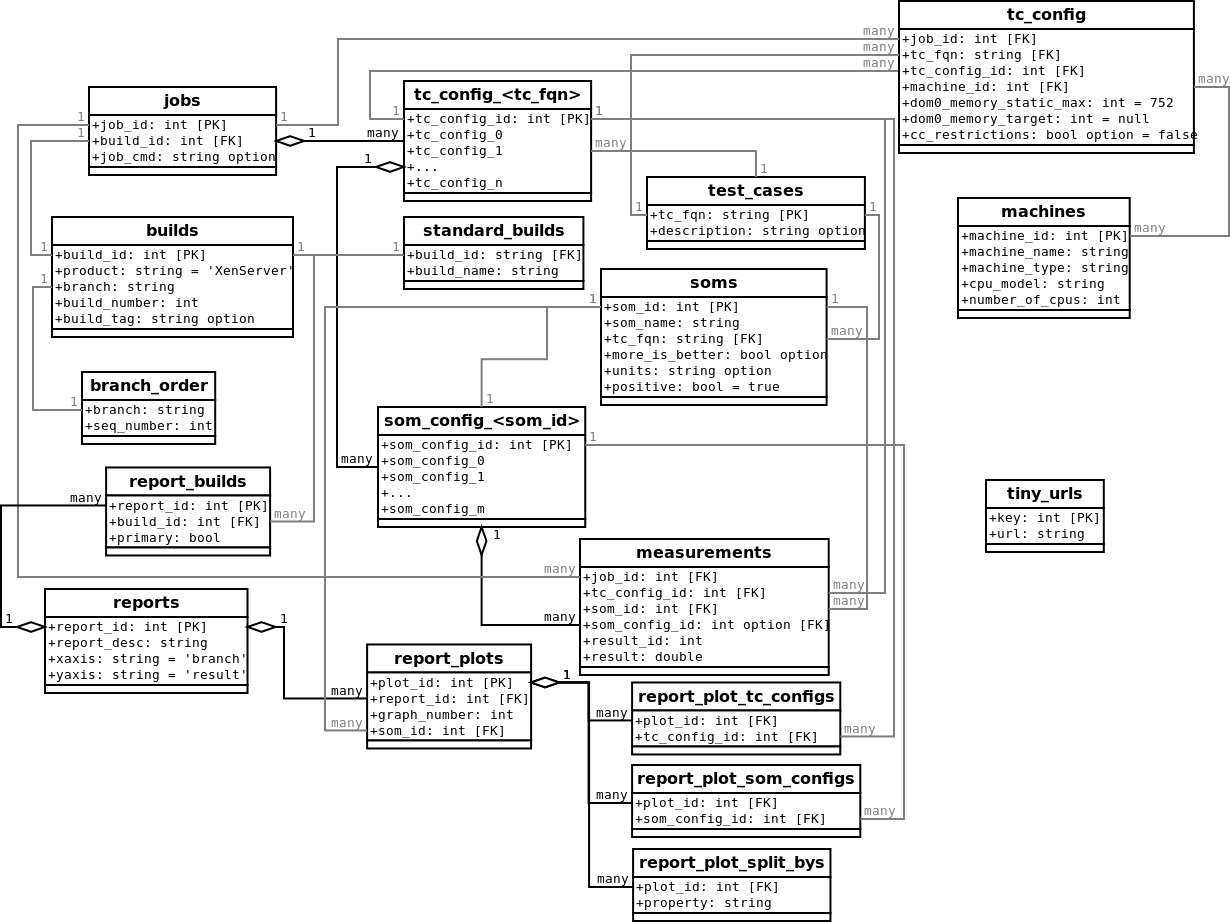 tc_config
+job_id: int [FK]
+tc_fqn: string [FK]
+tc_config_id: int [FK]
+machine_id: int [FK]
+dom0_memory_static_max: int = 752
+dom0_memory_target: int = null
+cc_restrictions: bool option = false
many
many
many
many
jobs
+job_id: int [PK]
+build_id: int [FK]
+job_cmd: string option
1
1
1
1
many
1
tc_config_<tc_fqn>
+tc_config_id: int [PK]
+tc_config_0
+tc_config_1
+...
+tc_config_n
1
1
many
test_cases
+tc_fqn: string [PK]
+description: string option
1
1
1
machines
+machine_id: int [PK]
+machine_name: string
+machine_type: string
+cpu_model: string
+number_of_cpus: int
many
builds
+build_id: int [PK]
+product: string = 'XenServer'
+branch: string
+build_number: int
+build_tag: string option
1
1
1
standard_builds
+build_id: string [FK]
+build_name: string
1
soms
+som_id: int [PK]
+som_name: string
+tc_fqn: string [FK]
+more_is_better: bool option
+units: string option
+positive: bool = true
1
1
many
branch_order
+branch: string
+seq_number: int
1
som_config_<som_id>
+som_config_id: int [PK]
+som_config_0
+som_config_1
+...
+som_config_m
1
1
many
1
report_builds
+report_id: int [PK]
+build_id: int [FK]
+primary: bool
many
many
tiny_urls
+key: int [PK]
+url: string
measurements
+job_id: int [FK]
+tc_config_id: int [FK]
+som_id: int [FK]
+som_config_id: int option [FK]
+result_id: int
+result: double
many
many
many
many
reports
+report_id: int [PK]
+report_desc: string
+xaxis: string = 'branch'
+yaxis: string = 'result'
1
1
report_plots
+plot_id: int [PK]
+report_id: int [FK]
+graph_number: int
+som_id: int [FK]
many
many
1
report_plot_tc_configs
+plot_id: int [FK]
+tc_config_id: int [FK]
many
many
report_plot_som_configs
+plot_id: int [FK]
+som_config_id: int [FK]
many
many
report_plot_split_bys
+plot_id: int [FK]
+property: string
many